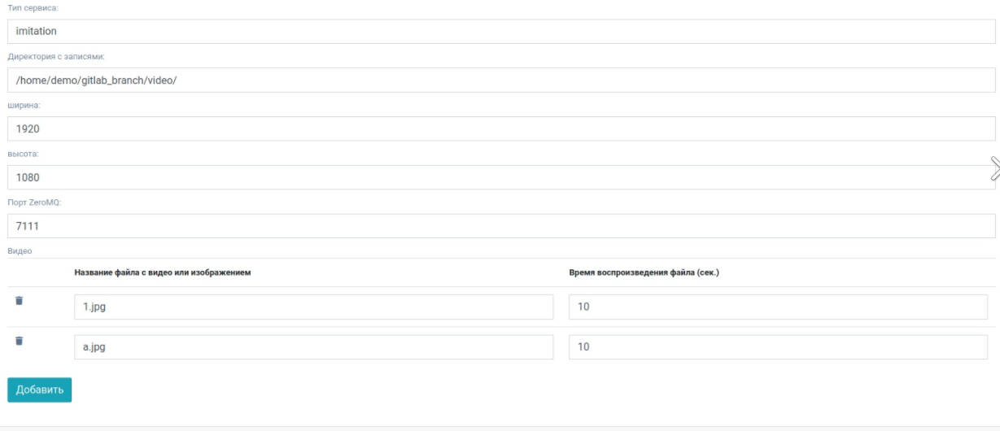 Тип сервиса:
imitation
Директория с записями:
/home/demo/gitlab_branch/video/
ширина:
1920
высота:
1080
Порт ZeroMQ:
7111
Видео
Название файла с видео или изображением Время воспроизведения файла (сек.)
1.jpg 10
a.jpg 10
Добавить